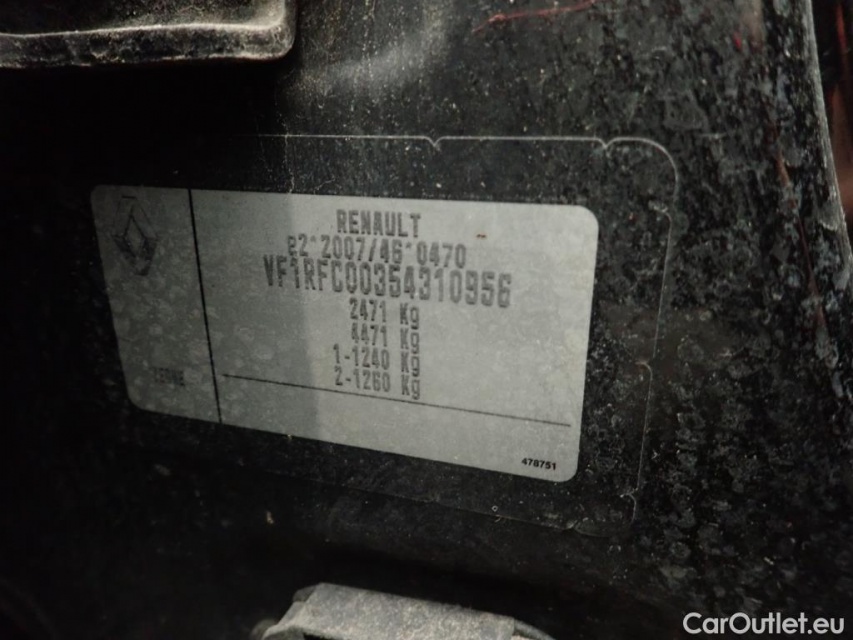 RENAULT
e2*2007/46*0470
VF1RFC00354310956
2471 Kg
4471 Kg
1-1240 Kg
2-1260 Kg
478751
CarOutlet.eu